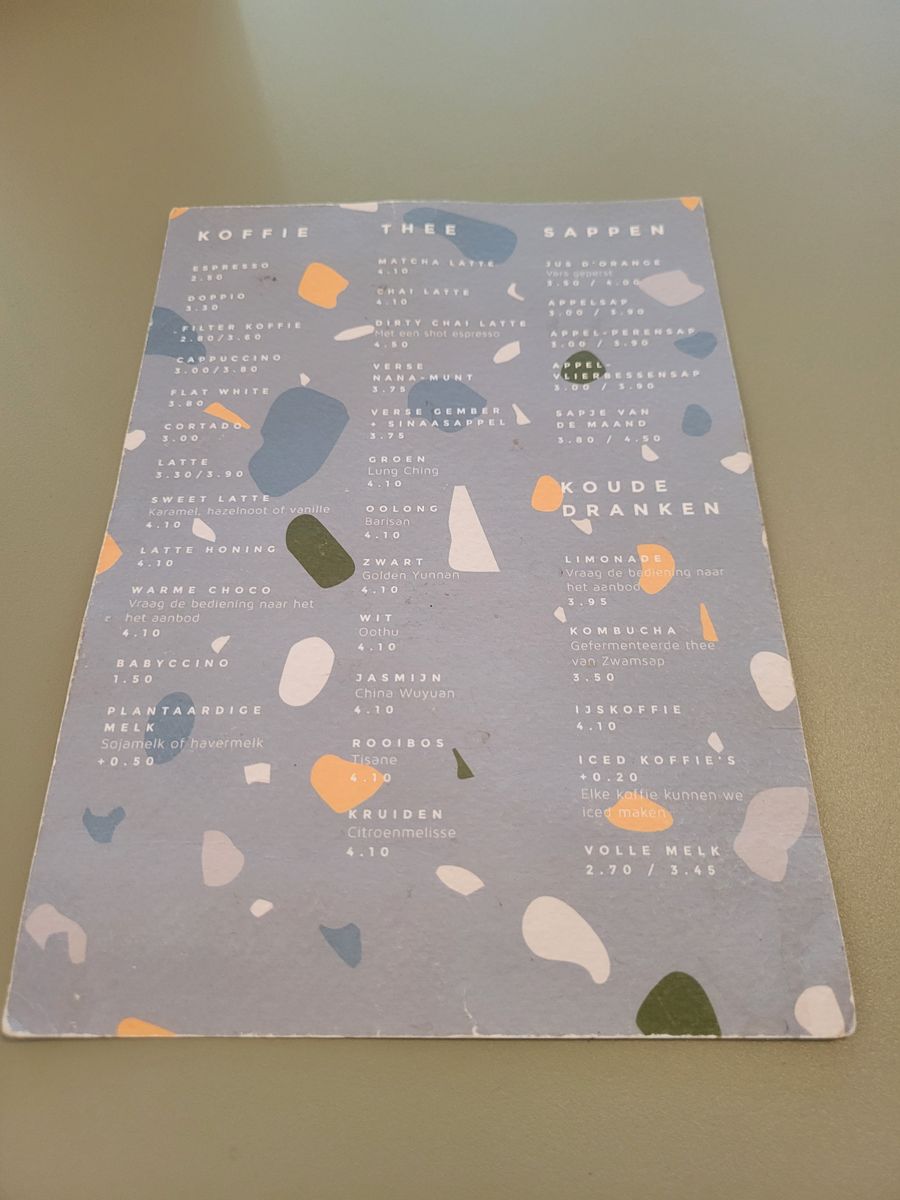 KOFFIE
ESPRESSO
2.50
DOPPIO
3.30
FILTER KOFFIE
2.80/3.60
CAPPUCCINO
3.00/3.80
FLAT WHITE
3.80
CORTADO
3.00
LATTE
3.30/3.90
SWEET LATTE
Karamel, hazelnoot of vanille
4.10
LATTE HONING
4.10
WARME CHOCO
Vraag de bediening naar het
het aanbod
4.10
BABYCCINO
1.50
PLANTAARDIGE
MELK
Sojamelk of havermelk
+0.50
THEE
MATCHA LATTE
4.10
CHAI LATTE
4.10
DIRTY CHAI LATTE
Met een shot espresso
4.50
VERSE
NANA-MUNT
3.75
VERSE GEMBER
+ SINAASAPPEL
3.75
GROEN
Lung Ching
4.10
OOLONG
Barisan
4.10
ZWART
Golden Yunnan
4.10
WIT
Oothu
4.10
JASMIJN
China Wuyuan
4.10
ROOIBOS
Tisane
4.10
KRUIDEN
Citroenmelisse
4.10
SAPPEN
JUS D'ORANGE
Vers geperst
3.50 / 4.00
APPELSAP
3.00 / 3.90
APPEL-PERENSAP
3.00 / 3.90
APPEL-
VLIERBESSENSAP
3.00 / 3.90
SAPJE VAN
DE MAAND
3.80 / 4.50
KOUDE
DRANKEN
LIMONADE
Vraag de bediening naar
het aanbod
3.95
KOMBUCHA
Gefermenteerde thee
van Zwamsap
3.50
IJSKOFFIE
4.10
ICED KOFFIE'S
+0.20
Elke koffie kunnen we
iced maken
VOLLE MELK
2.70 / 3.45